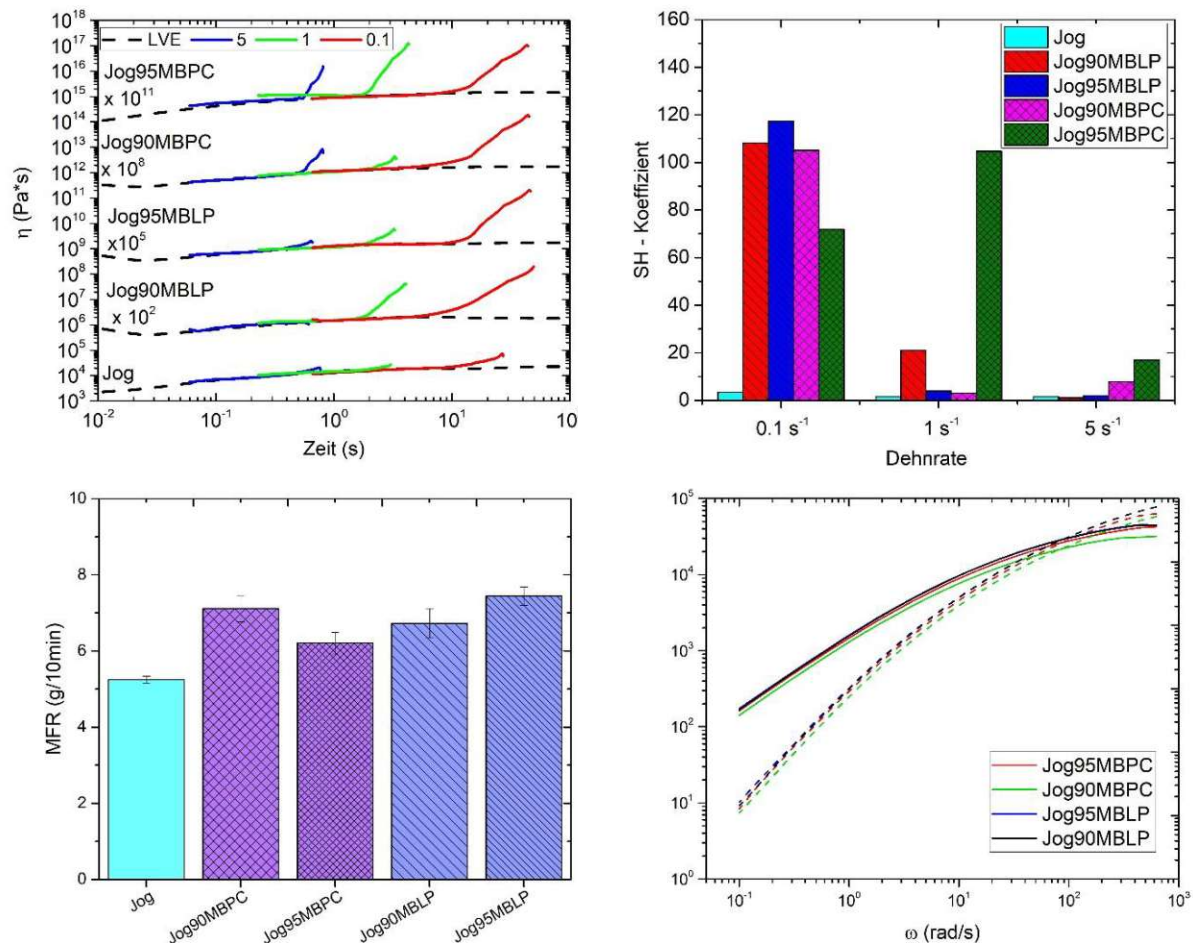 10^18
10^17
10^16
10^15
10^14
10^13
10^12
10^11
10^10
10^9
10^8
10^7
10^6
10^5
10^4
10^3
η (Pa*s)
LVE 5 1 0.1
Jog95MBPC
x 10^11
Jog90MBPC
x 10^8
Jog95MBLP
x10^5
Jog90MBLP
x 10^2
Jog
10^-2 10^-1 10^0 10^1 10^2
Zeit (s)
160
140
120
100
80
60
40
20
0
SH - Koeffizient
Jog
Jog90MBLP
Jog95MBLP
Jog90MBPC
Jog95MBPC
0.1 s^-1 1 s^-1 5 s^-1
Dehnrate
10
8
6
4
2
0
MFR (g/10min)
Jog Jog90MBPC Jog95MBPC Jog90MBLP Jog95MBLP
10^5
10^4
10^3
10^2
10^1
10^0
Jog95MBPC
Jog90MBPC
Jog95MBLP
Jog90MBLP
10^-1 10^0 10^1 10^2 10^3
ω (rad/s)